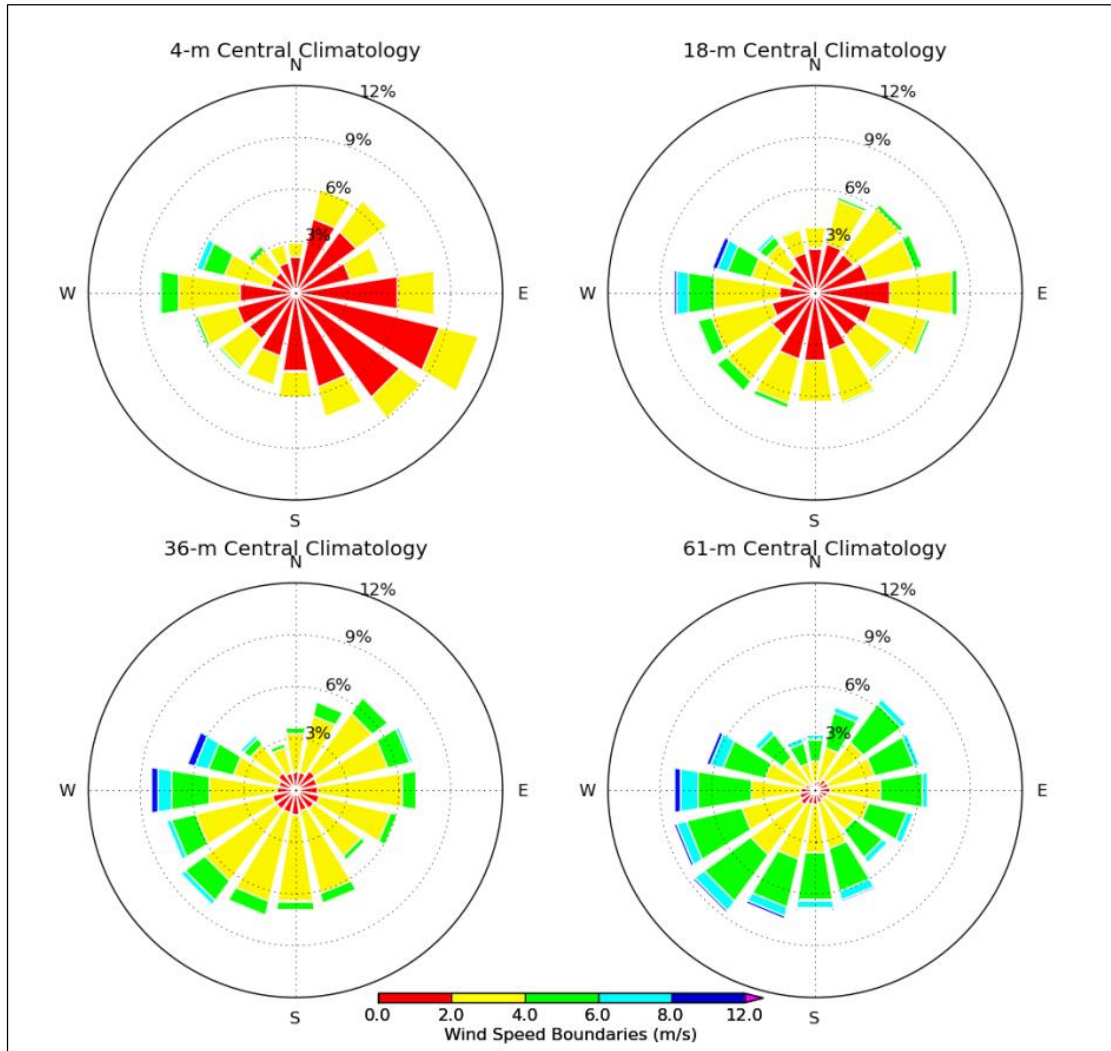 4-m Central Climatology
N
12%
9%
6%
3%
W
E
S
18-m Central Climatology
N
12%
9%
6%
3%
W
E
S
36-m Central Climatology
N
12%
9%
6%
3%
W
E
S
61-m Central Climatology
N
12%
9%
6%
3%
W
E
S
0.0 2.0 4.0 6.0 8.0 12.0
Wind Speed Boundaries (m/s)